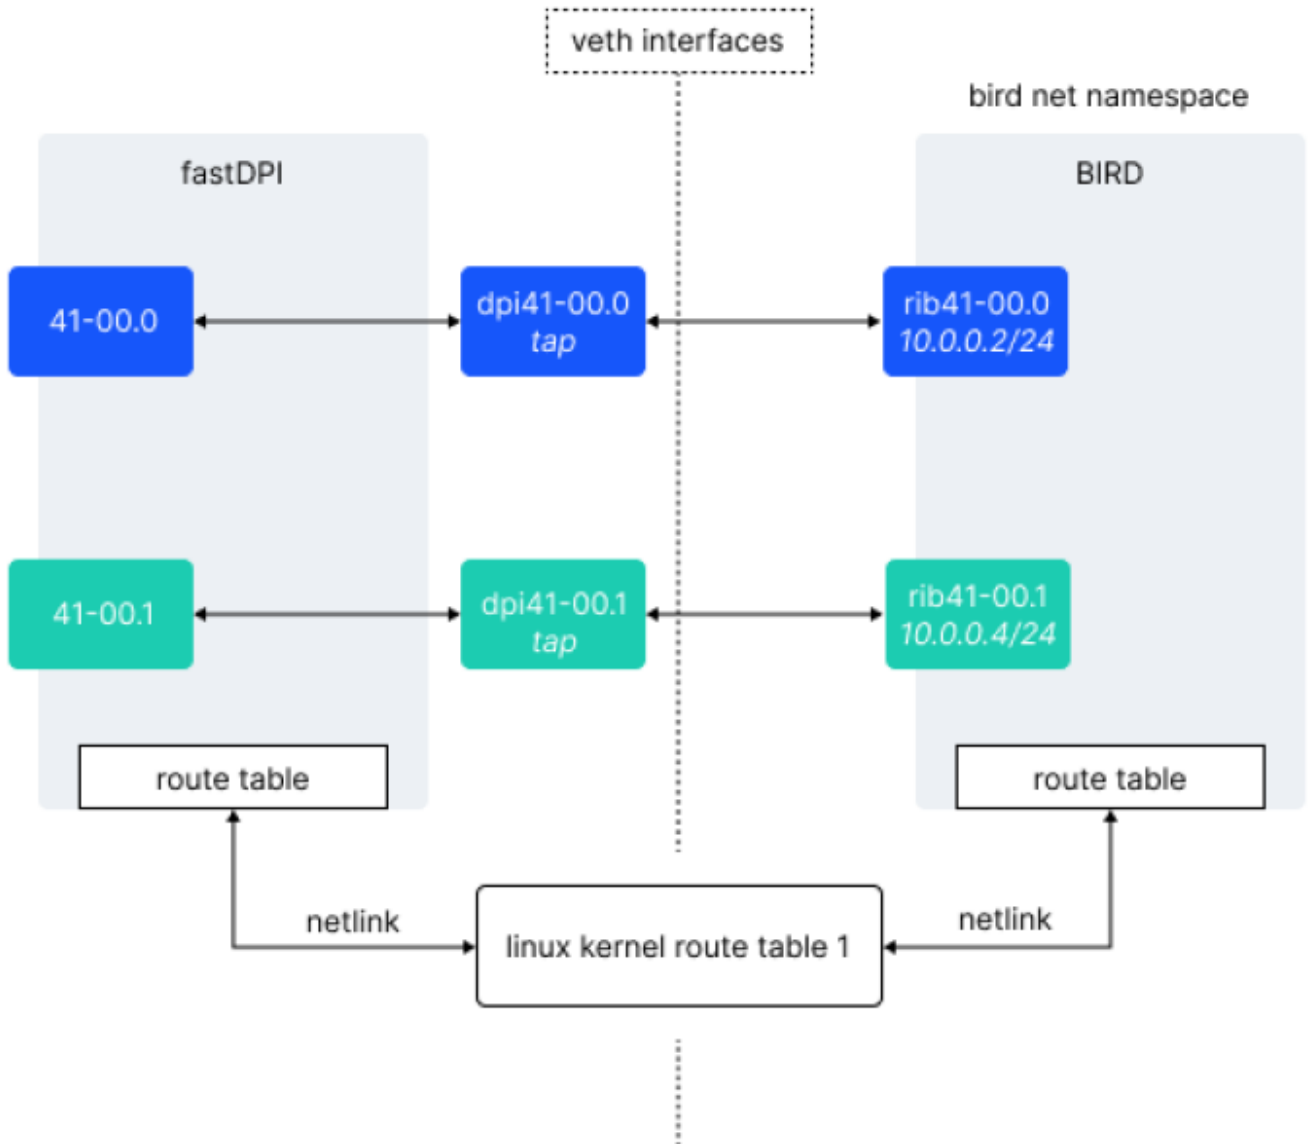 veth interfaces
bird net namespace
fastDPI
BIRD
41-00.0
dpi41-00.0
tap
rib41-00.0
10.0.0.2/24
41-00.1
dpi41-00.1
tap
rib41-00.1
10.0.0.4/24
route table
route table
netlink
netlink
linux kernel route table 1